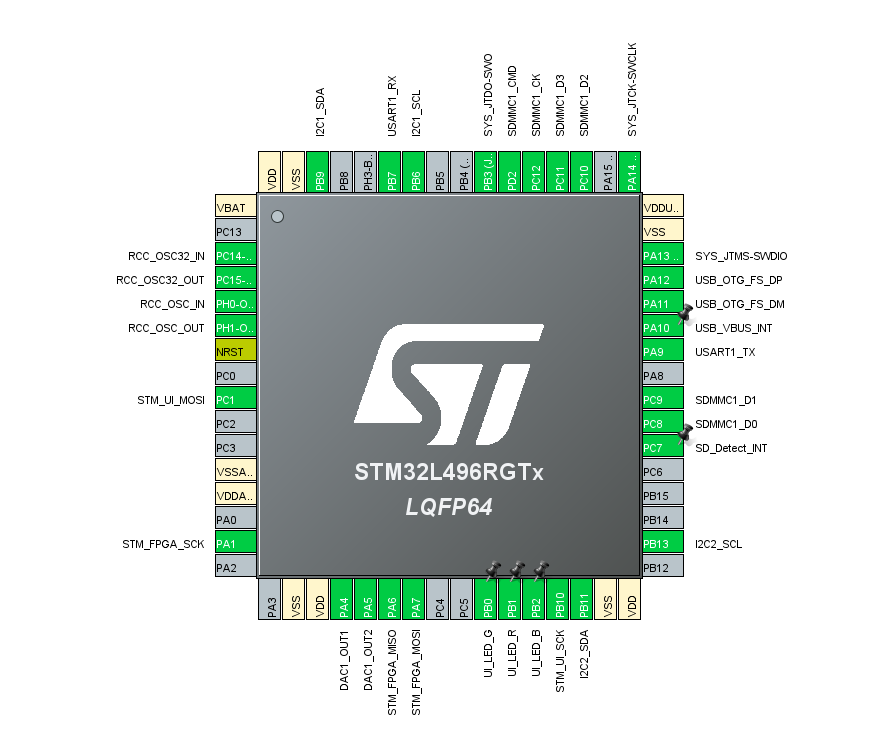 I2C1_SDA
USART1_RX
I2C1_SCL
SYS_JTDO-SWO
SDMMC1_CMD
SDMMC1_CK
SDMMC1_D3
SDMMC1_D2
SYS_JTCK-SWCLK
VDD
VSS
PB9
PB8
PH3-B..
PB7
PB6
PB5
PB4 (..
PB3 (J..
PD2
PC12
PC11
PC10
PA15 ..
PA14 ..
VBAT
PC13
RCC_OSC32_IN PC14-..
RCC_OSC32_OUT PC15-..
RCC_OSC_IN PH0-O..
RCC_OSC_OUT PH1-O..
NRST
PC0
STM_UI_MOSI PC1
PC2
PC3
VSSA..
VDDA..
PA0
STM_FPGA_SCK PA1
PA2
VDDU..
VSS
PA13 .. SYS_JTMS-SWDIO
PA12 USB_OTG_FS_DP
PA11 USB_OTG_FS_DM
PA10 USB_VBUS_INT
PA9 USART1_TX
PA8
PC9 SDMMC1_D1
PC8 SDMMC1_D0
PC7 SD_Detect_INT
PC6
PB15
PB14
PB13 I2C2_SCL
PB12
ST
STM32L496RGTx
LQFP64
PA3
VSS
VDD
PA4
PA5
PA6
PA7
PC4
PC5
PB0
PB1
PB2
PB10
PB11
VSS
VDD
DAC1_OUT1
DAC1_OUT2
STM_FPGA_MISO
STM_FPGA_MOSI
UI_LED_G
UI_LED_R
UI_LED_B
STM_UI_SCK
I2C2_SDA